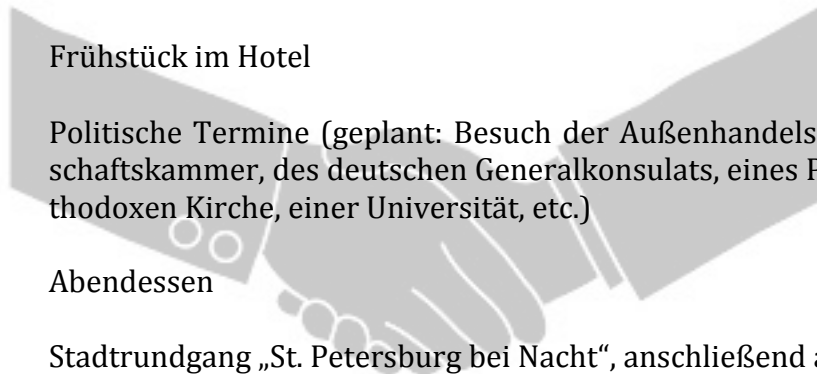 Frühstück im Hotel
Politische Termine (geplant: Besuch der Außenhandels
schaftskammer, des deutschen Generalkonsulats, eines
thodoxen Kirche, einer Universität, etc.)
Abendessen
Stadtrundgang „St. Petersburg bei Nacht“, anschließend